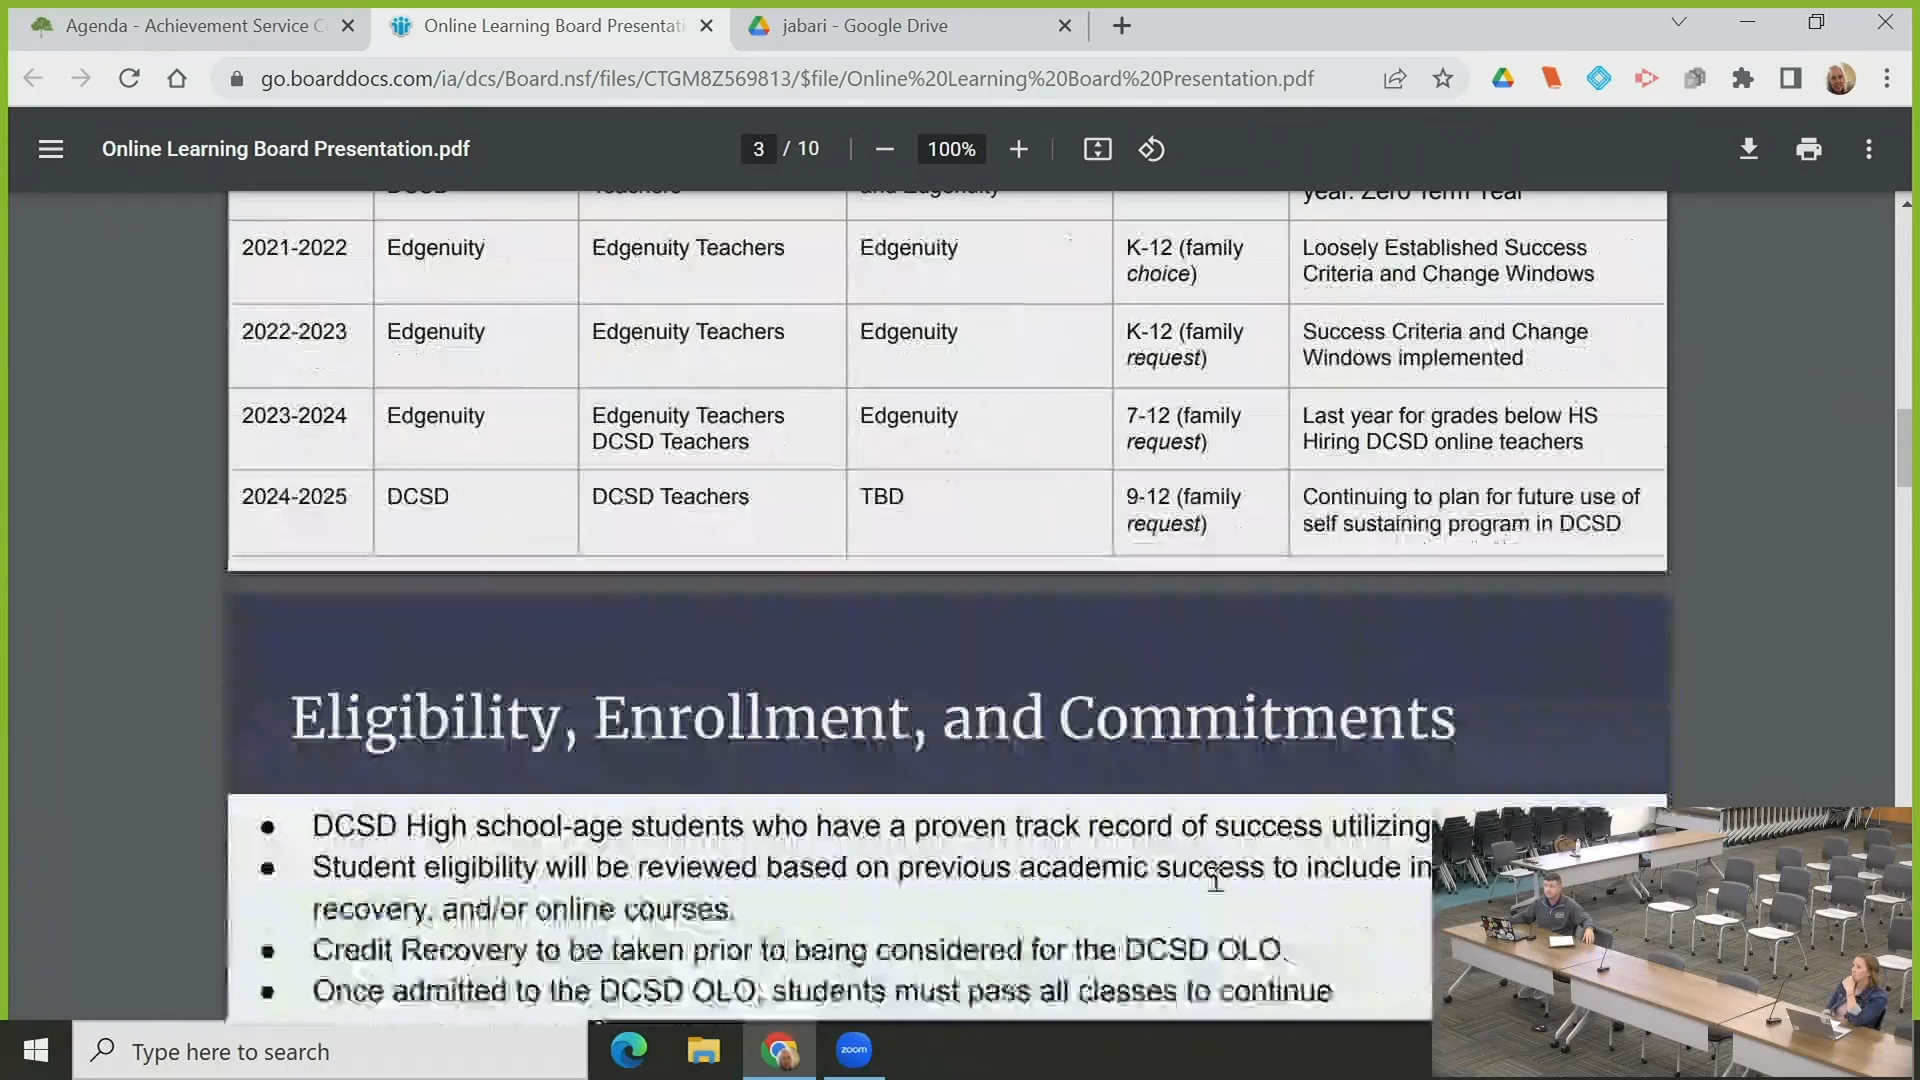 Agenda - Achievement Service C
Online Learning Board Presentati
jabari - Google Drive
go.boarddocs.com/ia/dcs/Board.nsf/files/CTGM8Z569813/$file/Online%20Learning%20Board%20Presentation.pdf
Online Learning Board Presentation.pdf
3 / 10
100%
DCSD Teachers and Edgenuity year. Zero Term Year
2021-2022 Edgenuity Edgenuity Teachers Edgenuity K-12 (family Loosely Established Success
choice) Criteria and Change Windows
2022-2023 Edgenuity Edgenuity Teachers Edgenuity K-12 (family Success Criteria and Change
request) Windows implemented
2023-2024 Edgenuity Edgenuity Teachers Edgenuity 7-12 (family Last year for grades below HS
DCSD Teachers request) Hiring DCSD online teachers
2024-2025 DCSD DCSD Teachers TBD 9-12 (family Continuing to plan for future use of
request) self sustaining program in DCSD
Eligibility, Enrollment, and Commitments
● DCSD High school-age students who have a proven track record of success utilizing
● Student eligibility will be reviewed based on previous academic success to include in
recovery, and/or online courses.
● Credit Recovery to be taken prior to being considered for the DCSD OLO.
● Once admitted to the DCSD OLO, students must pass all classes to continue
Type here to search
zoom